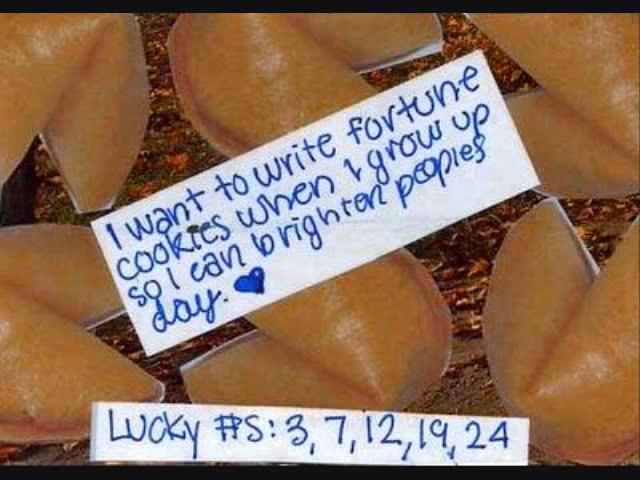 I want to write fortune
cookies when I grow up
so I can brighten peoples
day. ♥
Lucky #s: 3, 7, 12, 19, 24